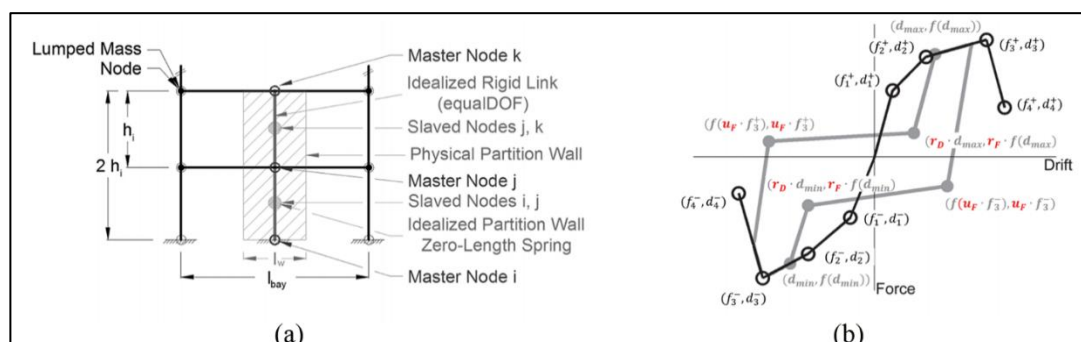 Lumped Mass
Node
Master Node k
Idealized Rigid Link
(equalDOF)
Slaved Nodes j, k
Physical Partition Wall
Master Node j
Slaved Nodes i, j
Idealized Partition Wall
Zero-Length Spring
Master Node i
h_i
2 h_i
l_w
l_bay
(a)
(d_max, f(d_max))
(f_2^+, d_2^+)
(f_3^+, d_3^+)
(f_1^+, d_1^+)
(f_4^+, d_4^+)
(f(u_F · f_3^+), u_F · f_3^+)
(r_D · d_max, r_F · f(d_max)
Drift
(r_D · d_min, r_F · f(d_min)
(f_4^-, d_4^-)
(f(u_F · f_3^-), u_F · f_3^-)
(f_1^-, d_1^-)
(f_2^-, d_2^-)
(d_min, f(d_min))
(f_3^-, d_3^-)
Force
(b)